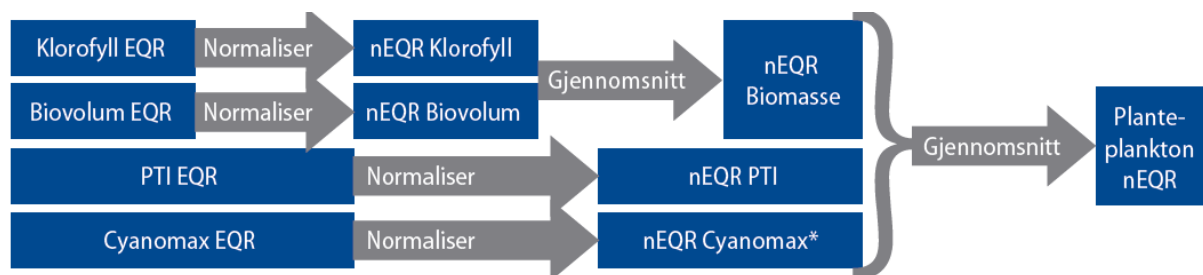 Klorofyll EQR Normaliser nEQR Klorofyll
Biovolum EQR Normaliser nEQR Biovolum
Gjennomsnitt
nEQR
Biomasse
PTI EQR Normaliser nEQR PTI
Cyanomax EQR Normaliser nEQR Cyanomax*
Gjennomsnitt
Plante-
plankton
nEQR